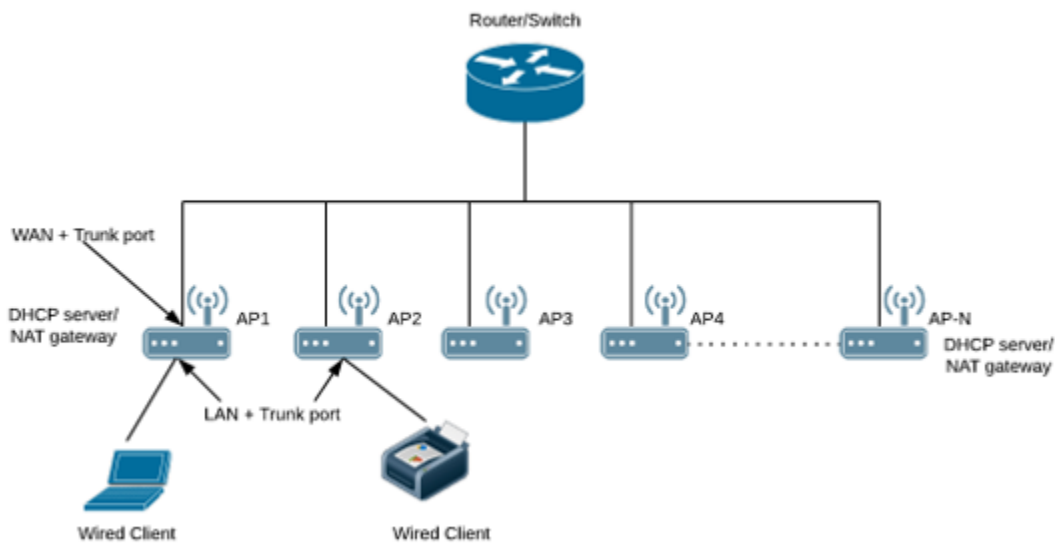 Router/Switch
WAN + Trunk port
DHCP server/
NAT gateway
AP1
AP2
AP3
AP4
AP-N
DHCP server/
NAT gateway
LAN + Trunk port
Wired Client
Wired Client